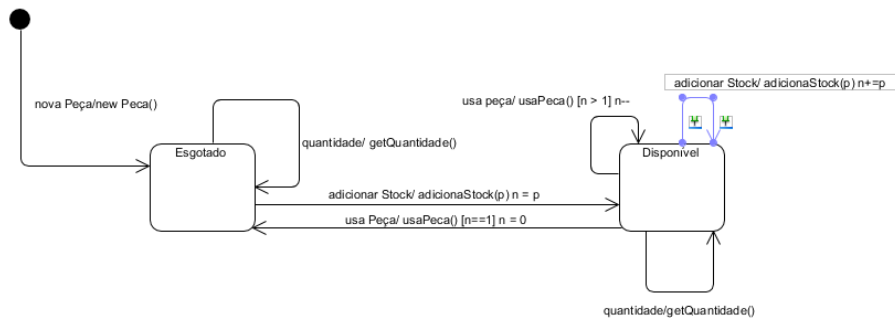 adicionar Stock/ adicionaStock(p) n+=p
nova Peça/new Peca()
usa peça/ usaPeca() [n > 1] n--
quantidade/ getQuantidade()
Esgotado
Disponível
adicionar Stock/ adicionaStock(p) n = p
usa Peça/ usaPeca() [n==1] n = 0
quantidade/getQuantidade()